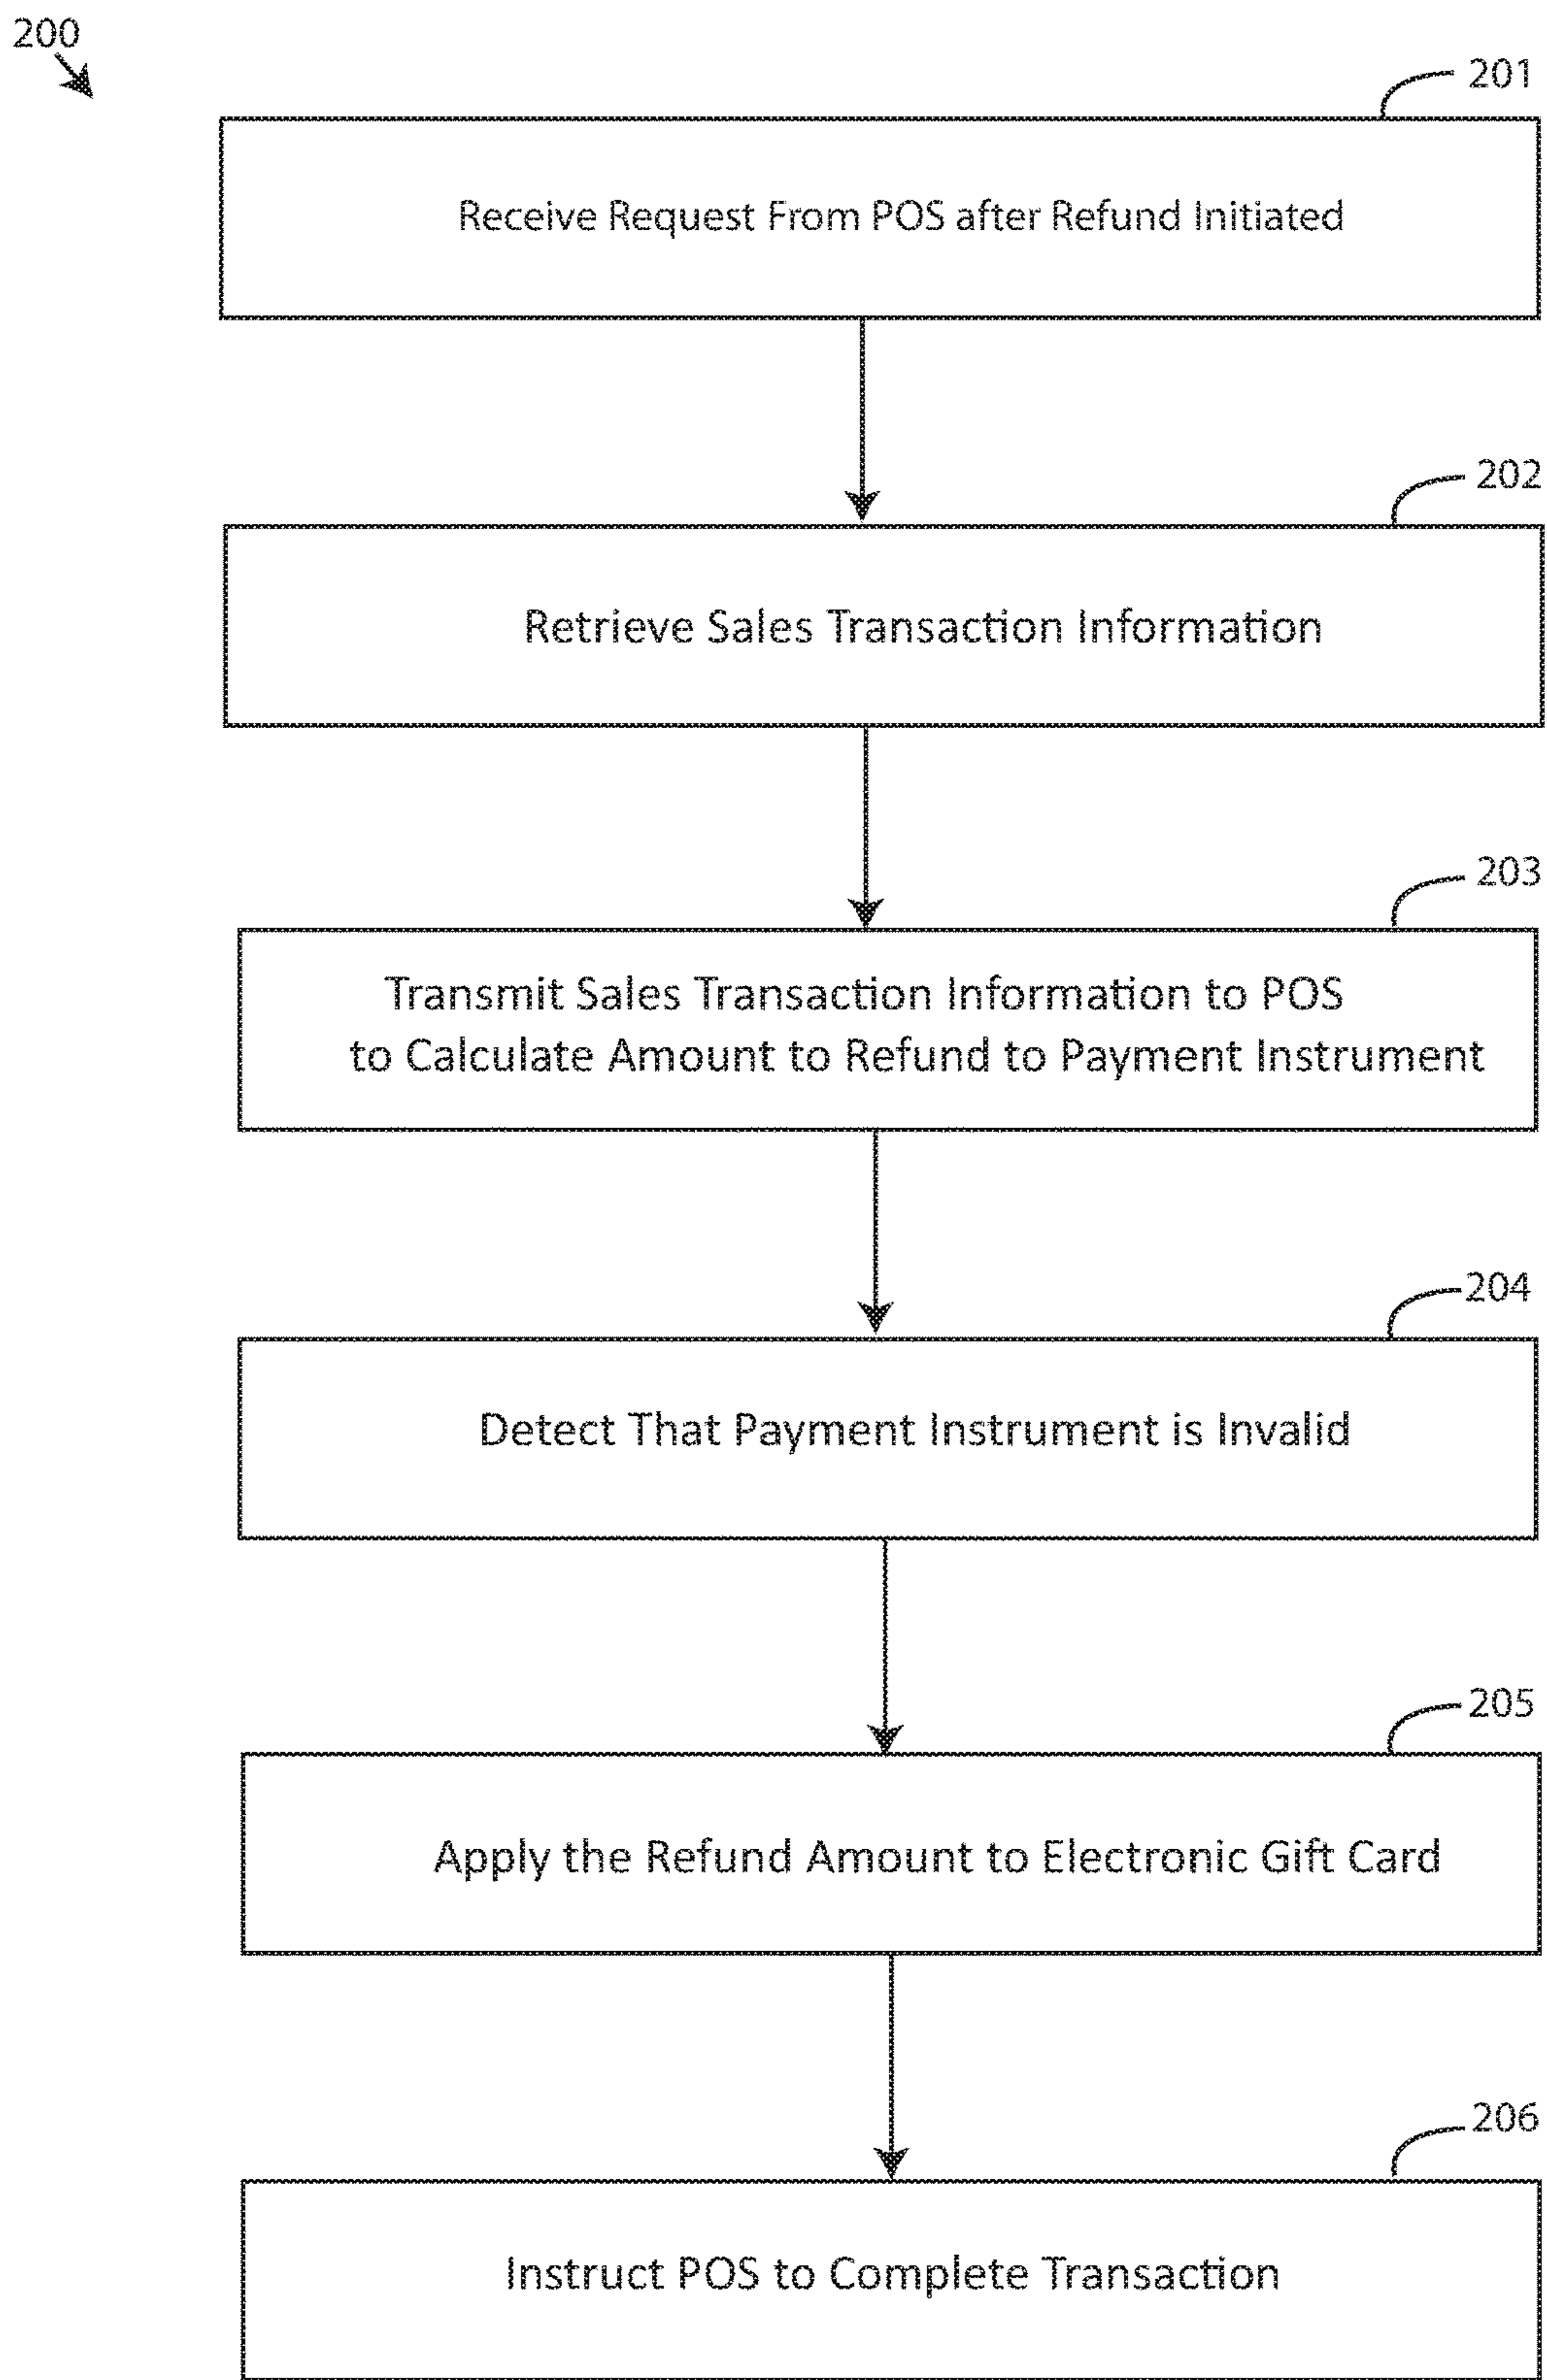 200
201
Receive Request From POS after Refund Initiated
202
Retrieve Sales Transaction Information
203
Transmit Sales Transaction Information to POS
to Calculate Amount to Refund to Payment Instrument
204
Detect That Payment Instrument is Invalid
205
Apply the Refund Amount to Electronic Gift Card
206
Instruct POS to Complete Transaction